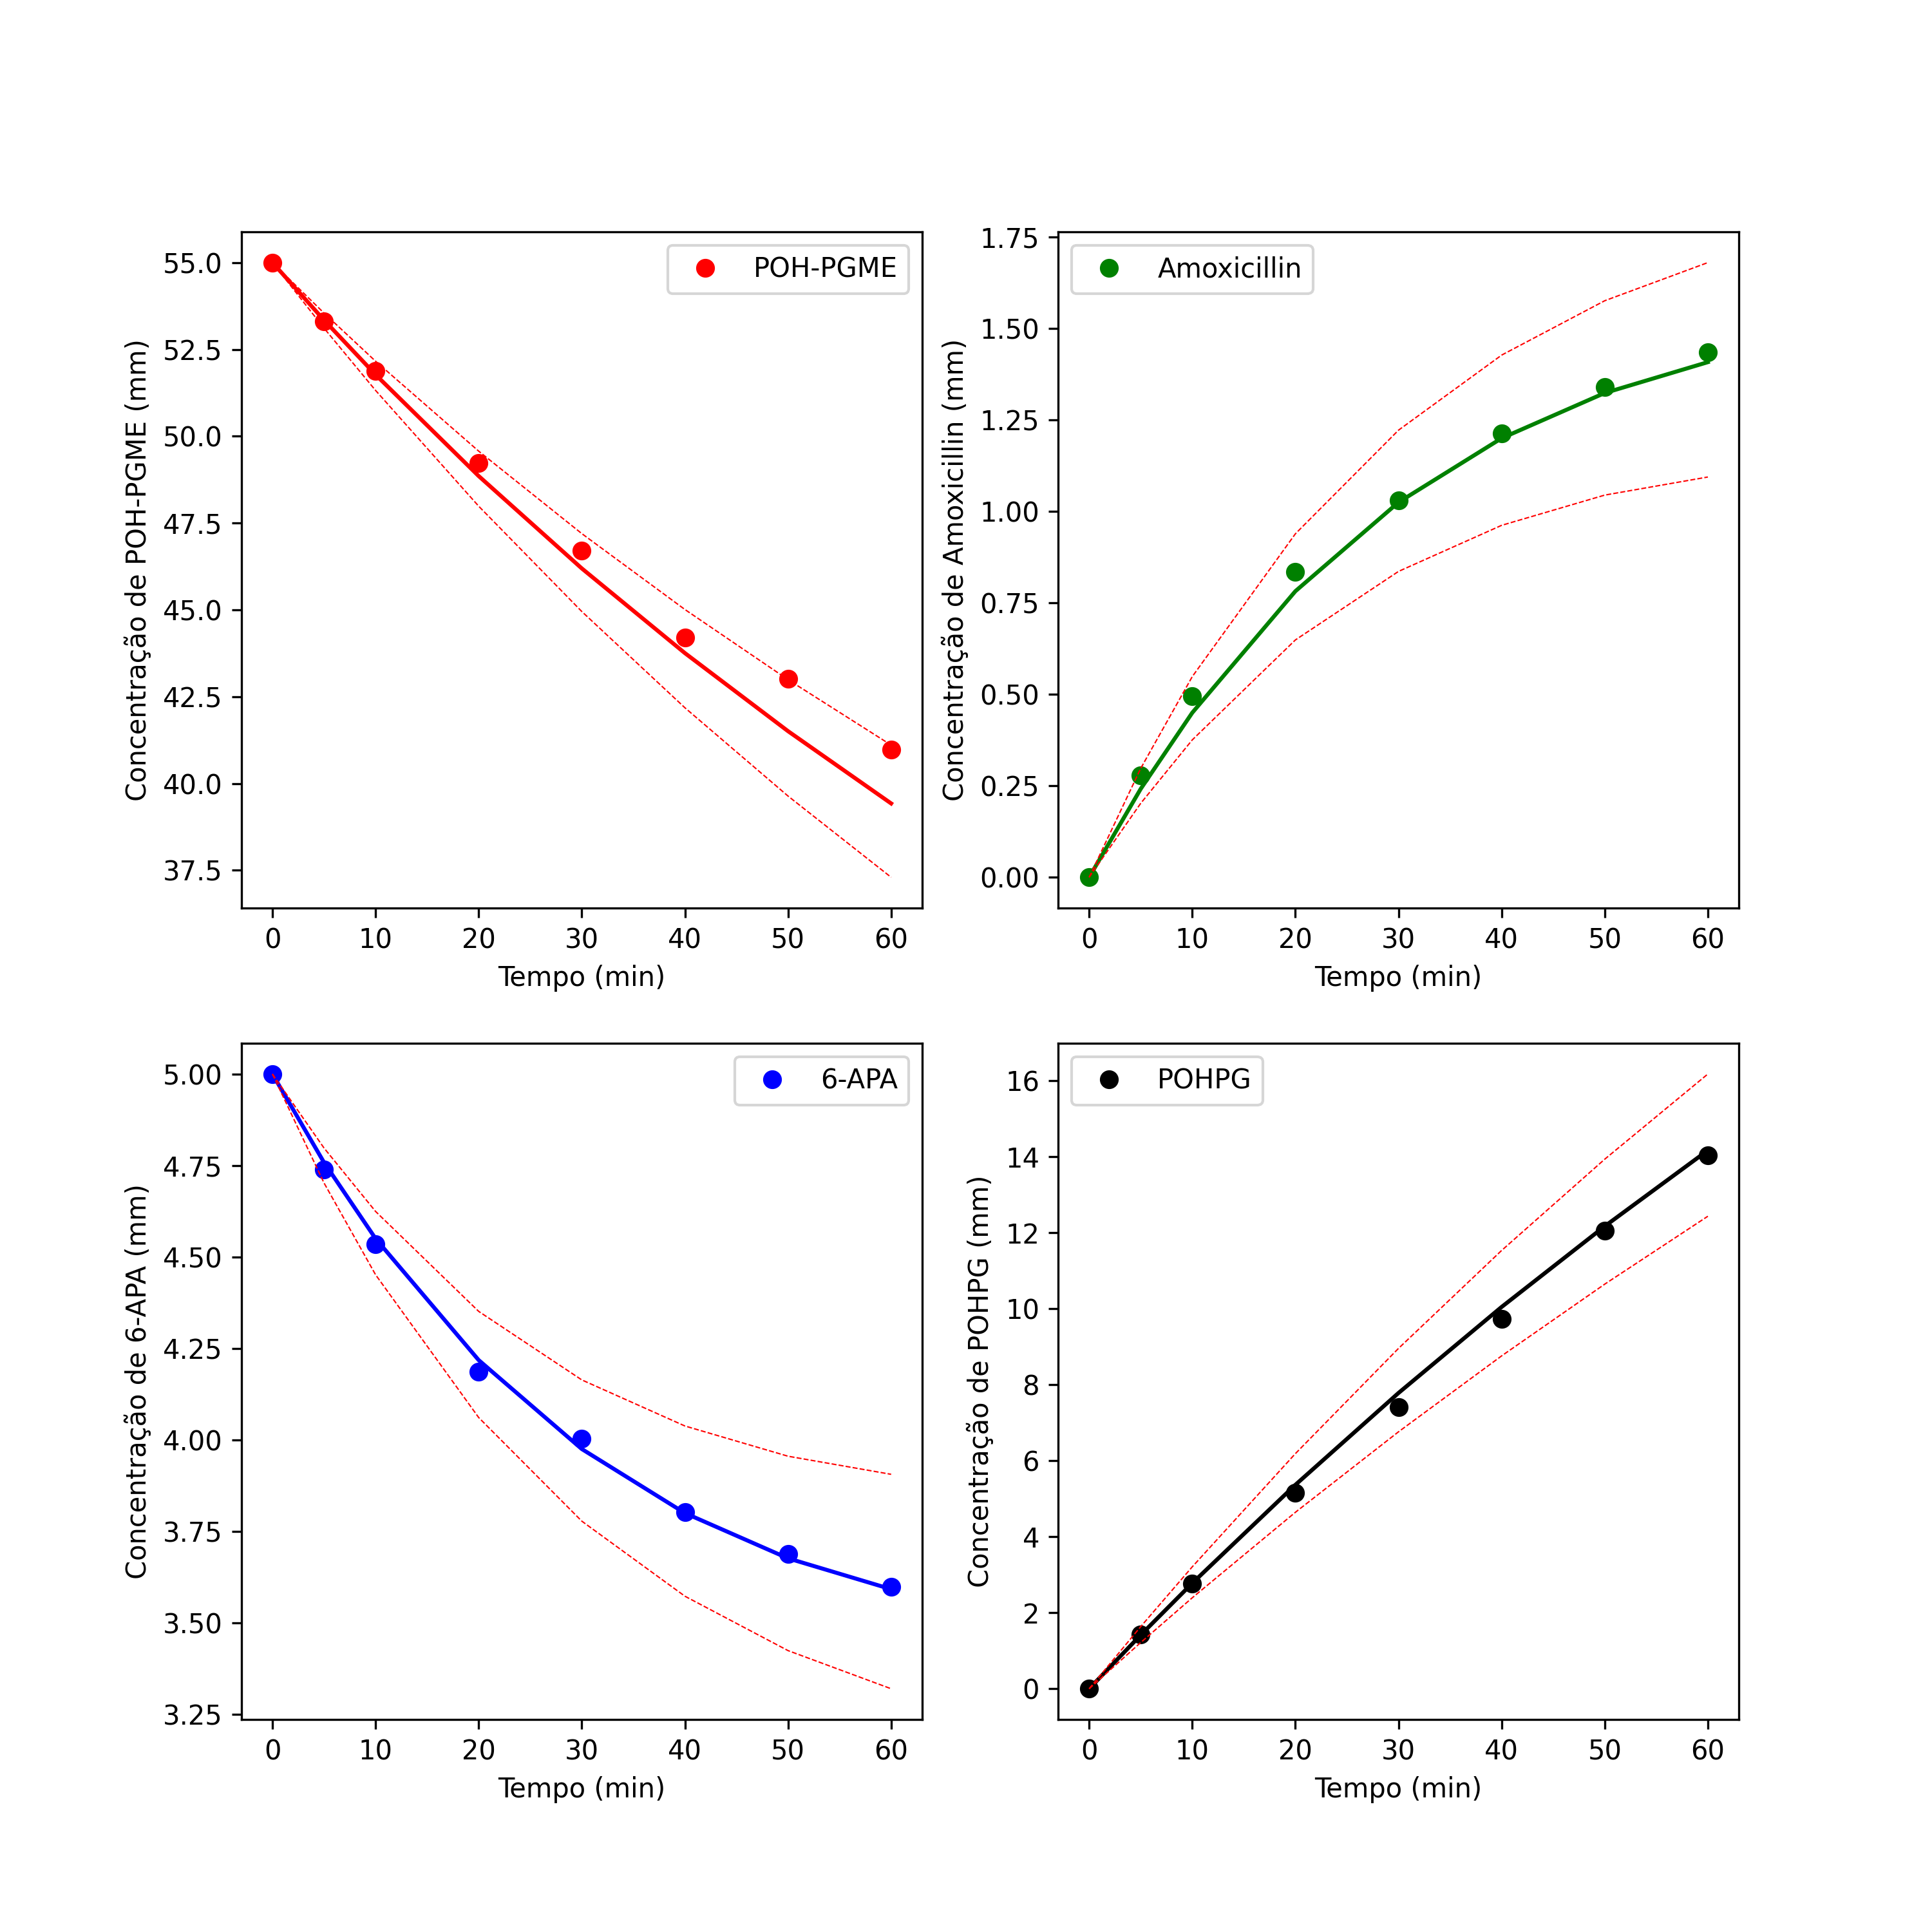 POH-PGME
55.0
52.5
50.0
47.5
45.0
42.5
40.0
37.5
Concentração de POH-PGME (mm)
0 10 20 30 40 50 60
Tempo (min)
Amoxicillin
1.75
1.50
1.25
1.00
0.75
0.50
0.25
0.00
Concentração de Amoxicillin (mm)
0 10 20 30 40 50 60
Tempo (min)
6-APA
5.00
4.75
4.50
4.25
4.00
3.75
3.50
3.25
Concentração de 6-APA (mm)
0 10 20 30 40 50 60
Tempo (min)
POHPG
16
14
12
10
8
6
4
2
0
Concentração de POHPG (mm)
0 10 20 30 40 50 60
Tempo (min)